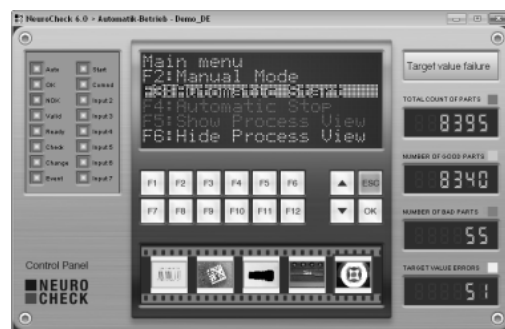 NeuroCheck 6.0 - Automatik-Betrieb - Demo_DE
Main menu
F2:Manual Mode
F3:Automatic Start
F4:Automatic Stop
F5:Show Process View
F6:Hide Process View
Auto
Start
OK
NOK
Input 2
Valid
Input 3
Ready
Input 4
Check
Input 5
Change
Input 6
Event
Input 7
F1
F2
F3
F4
F5
F6
ESC
F7
F8
F9
F10
F11
F12
OK
Target value failure
TOTAL COUNT OF PARTS
8395
NUMBER OF GOOD PARTS
8340
NUMBER OF BAD PARTS
55
TARGET VALUE ERRORS
51
Control Panel
NEURO
CHECK